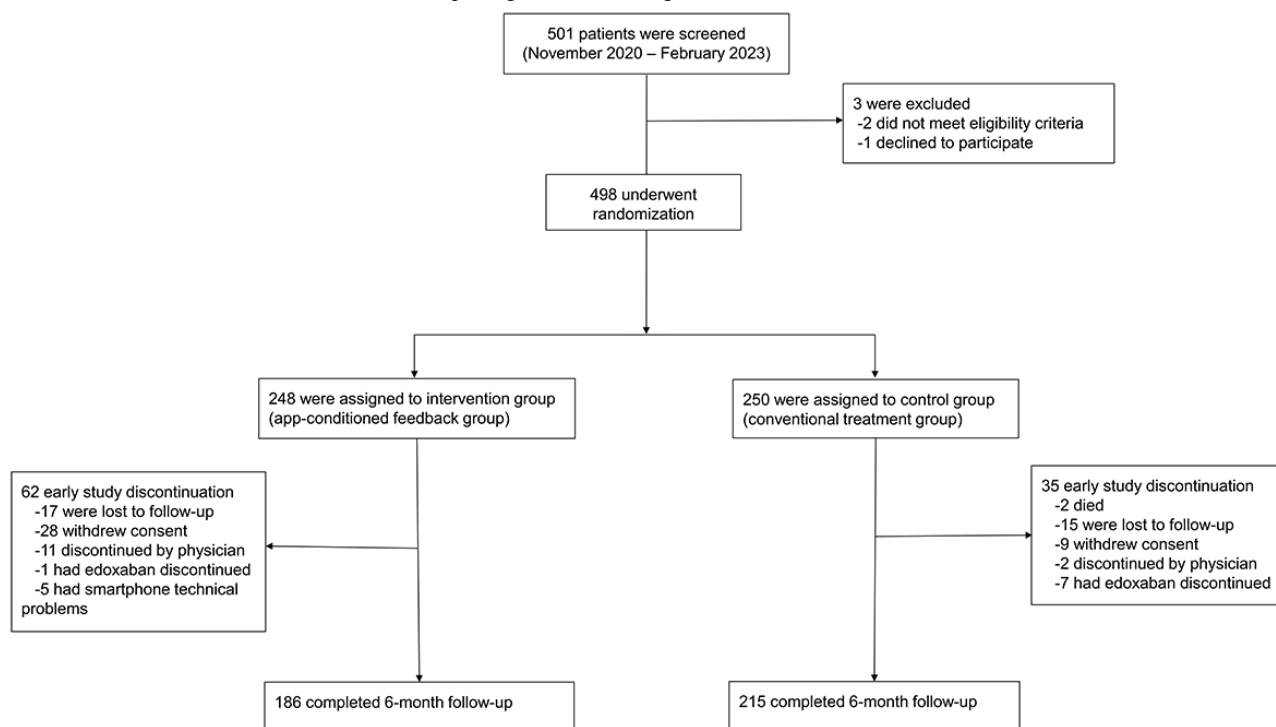 501 patients were screened
(November 2020 – February 2023)
3 were excluded
-2 did not meet eligibility criteria
-1 declined to participate
498 underwent
randomization
248 were assigned to intervention group
(app-conditioned feedback group)
250 were assigned to control group
(conventional treatment group)
62 early study discontinuation
-17 were lost to follow-up
-28 withdrew consent
-11 discontinued by physician
-1 had edoxaban discontinued
-5 had smartphone technical
problems
35 early study discontinuation
-2 died
-15 were lost to follow-up
-9 withdrew consent
-2 discontinued by physician
-7 had edoxaban discontinued
186 completed 6-month follow-up
215 completed 6-month follow-up